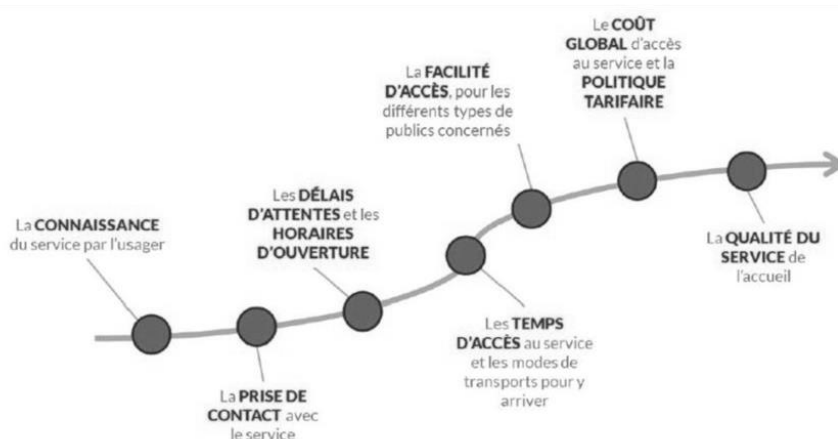 La CONNAISSANCE
du service par l'usager
La PRISE DE
CONTACT avec
le service
Les DÉLAIS
D'ATTENTES et les
HORAIRES
D'OUVERTURE
Les TEMPS
D'ACCÈS au service
et les modes de
transports pour y
arriver
La FACILITÉ
D'ACCÈS, pour les
différents types de
publics concernés
Le COÛT
GLOBAL d'accès
au service et la
POLITIQUE
TARIFAIRE
La QUALITÉ DU
SERVICE de
l'accueil